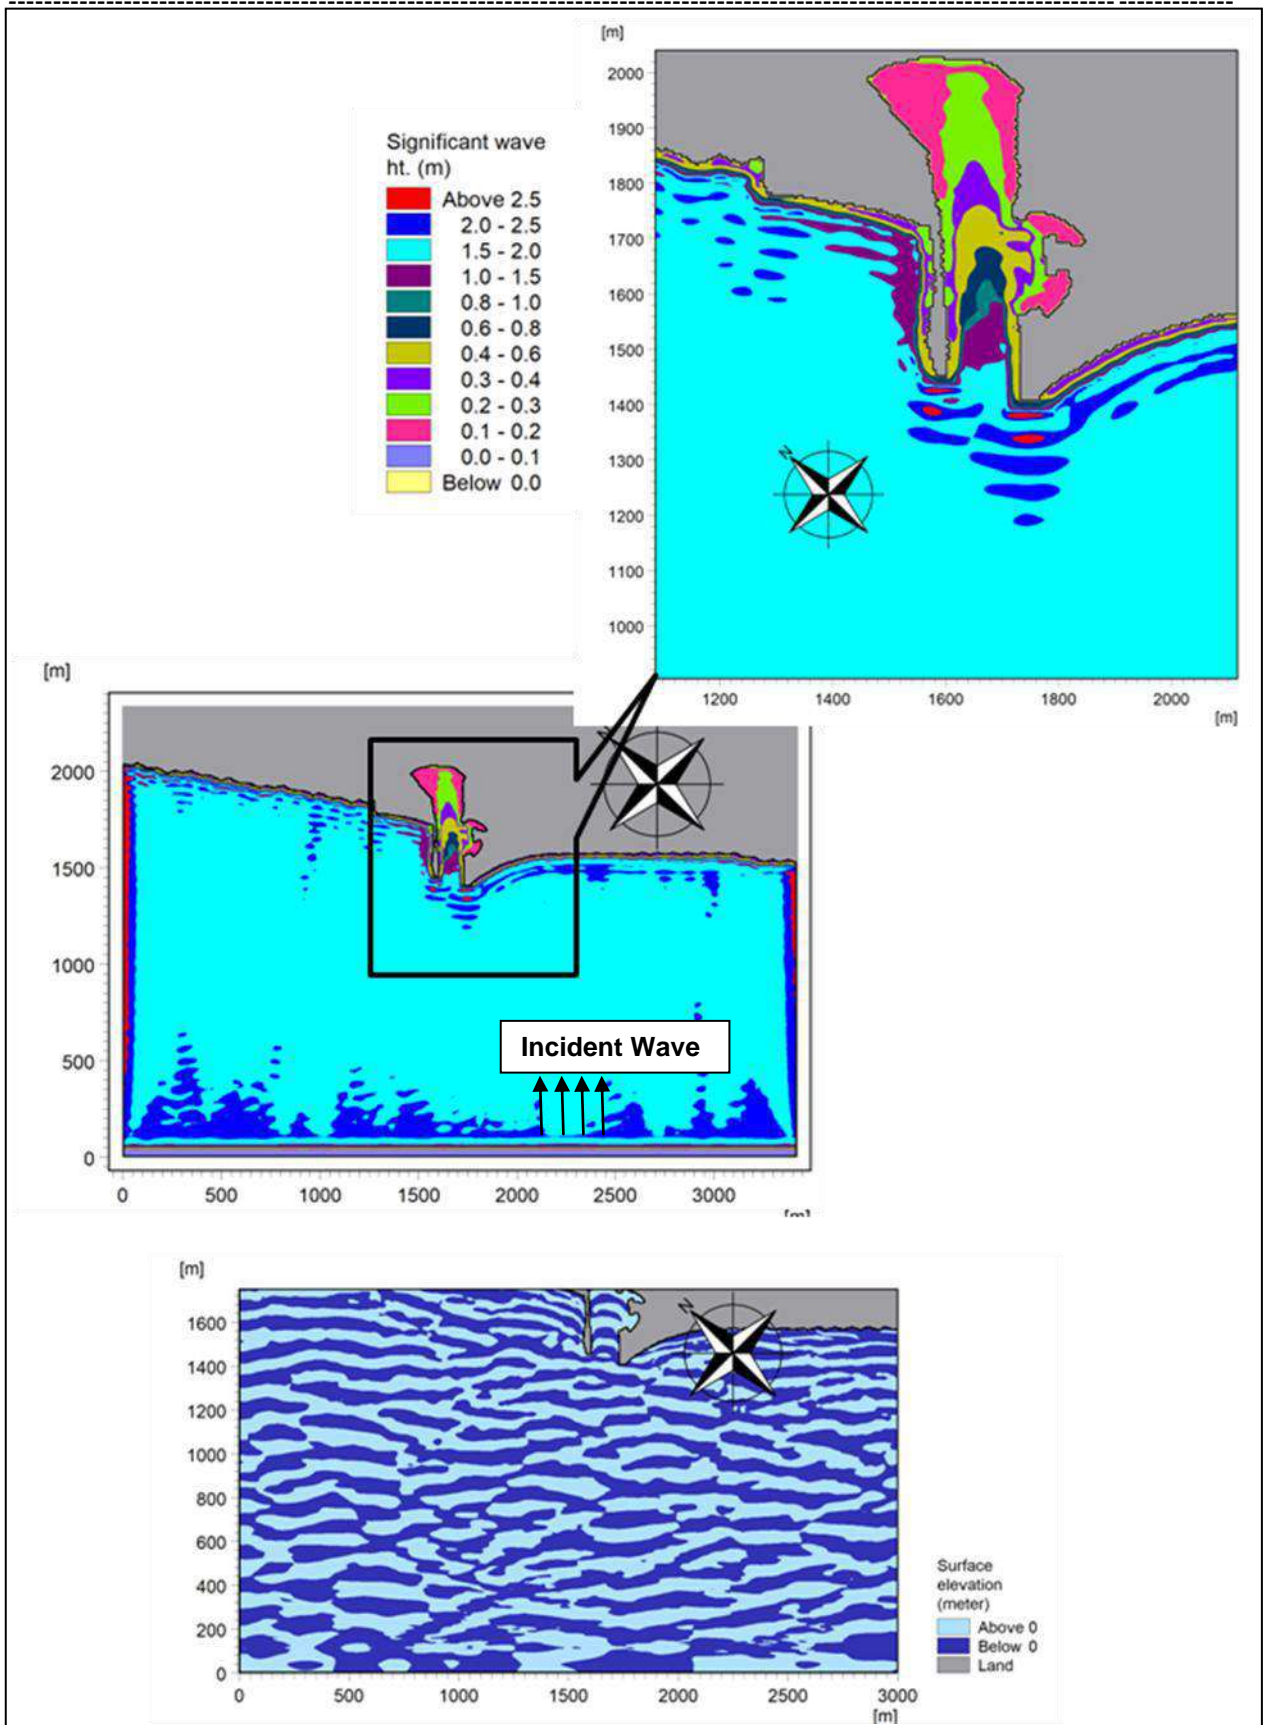 [m]
2000
1900
1800
1700
1600
1500
1400
1300
1200
1100
1000
1200 1400 1600 1800 2000
[m]
N
Significant wave
ht. (m)
Above 2.5
2.0 - 2.5
1.5 - 2.0
1.0 - 1.5
0.8 - 1.0
0.6 - 0.8
0.4 - 0.6
0.3 - 0.4
0.2 - 0.3
0.1 - 0.2
0.0 - 0.1
Below 0.0
[m]
2000
1500
1000
500
0
0 500 1000 1500 2000 2500 3000
[m]
N
Incident Wave
[m]
1600
1400
1200
1000
800
600
400
200
0
0 500 1000 1500 2000 2500 3000
[m]
N
Surface
elevation
(meter)
Above 0
Below 0
Land